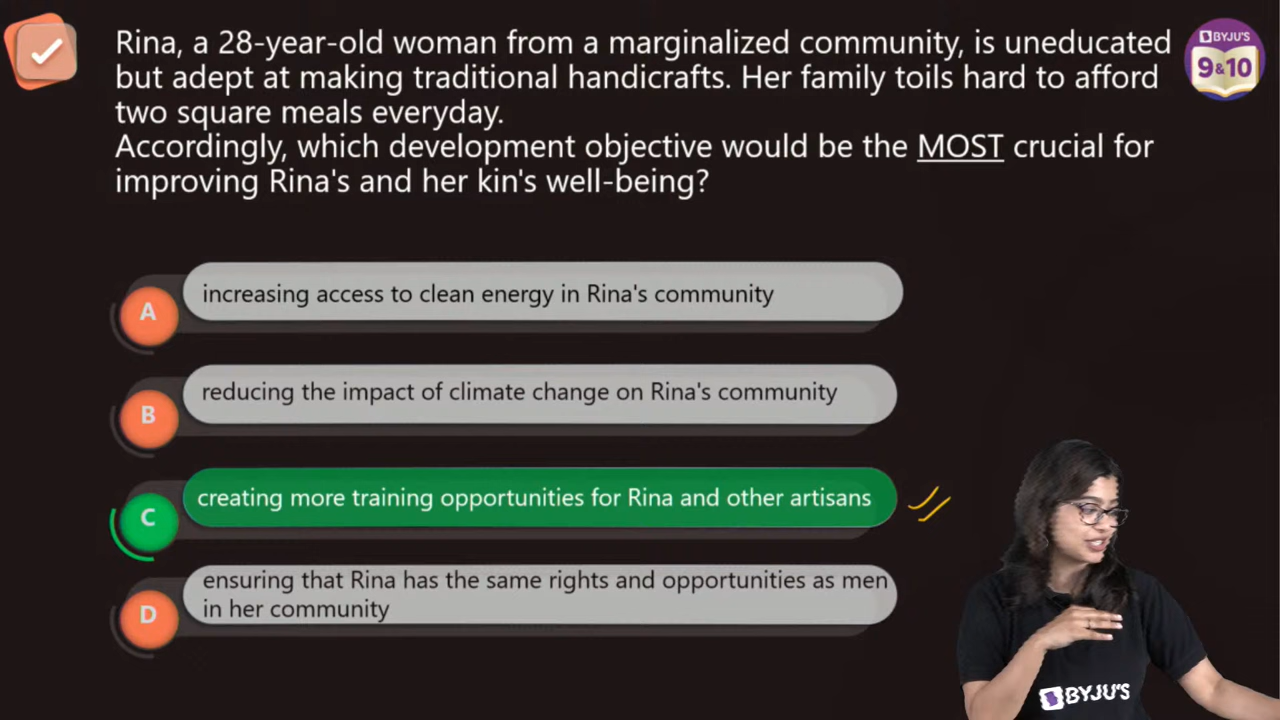 Rina, a 28-year-old woman from a marginalized community, is uneducated
but adept at making traditional handicrafts. Her family toils hard to afford
two square meals everyday.
Accordingly, which development objective would be the MOST crucial for
improving Rina's and her kin's well-being?
BYJU'S
9&10
A
increasing access to clean energy in Rina's community
B
reducing the impact of climate change on Rina's community
C
creating more training opportunities for Rina and other artisans
D
ensuring that Rina has the same rights and opportunities as men
in her community
BYJU'S